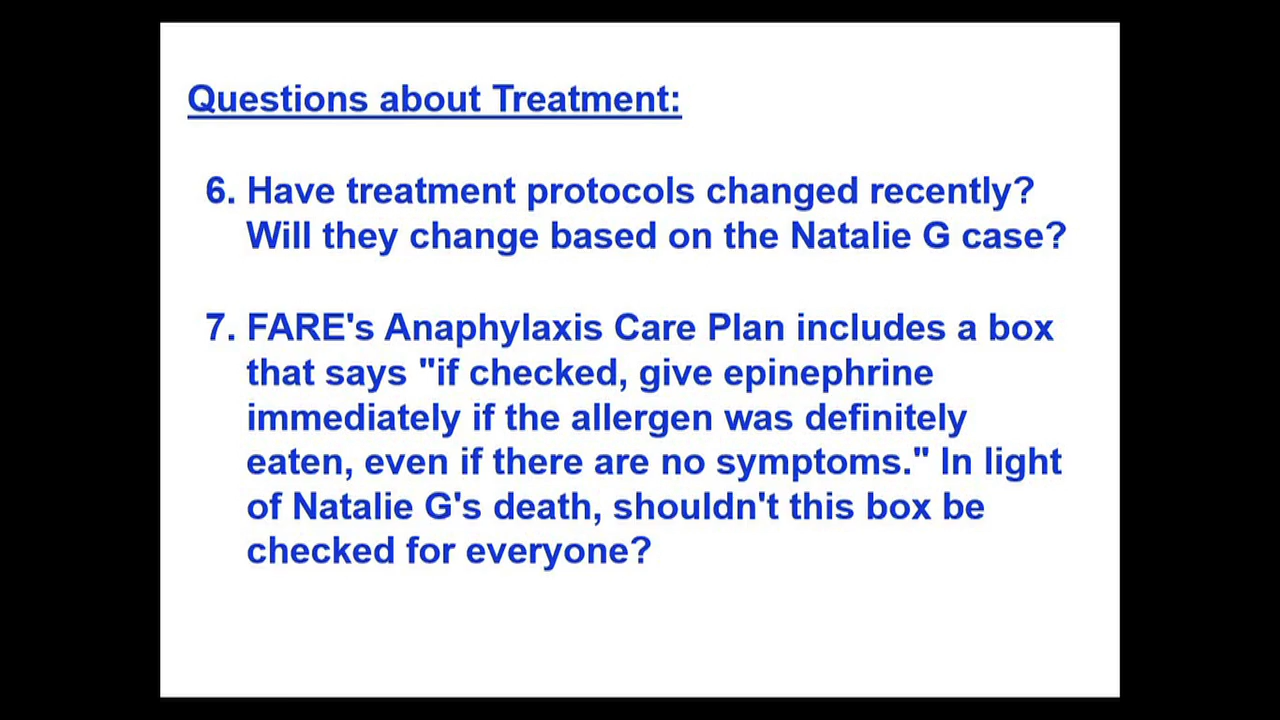 Questions about Treatment:
6. Have treatment protocols changed recently?
Will they change based on the Natalie G case?
7. FARE's Anaphylaxis Care Plan includes a box
that says "if checked, give epinephrine
immediately if the allergen was definitely
eaten, even if there are no symptoms." In light
of Natalie G's death, shouldn't this box be
checked for everyone?